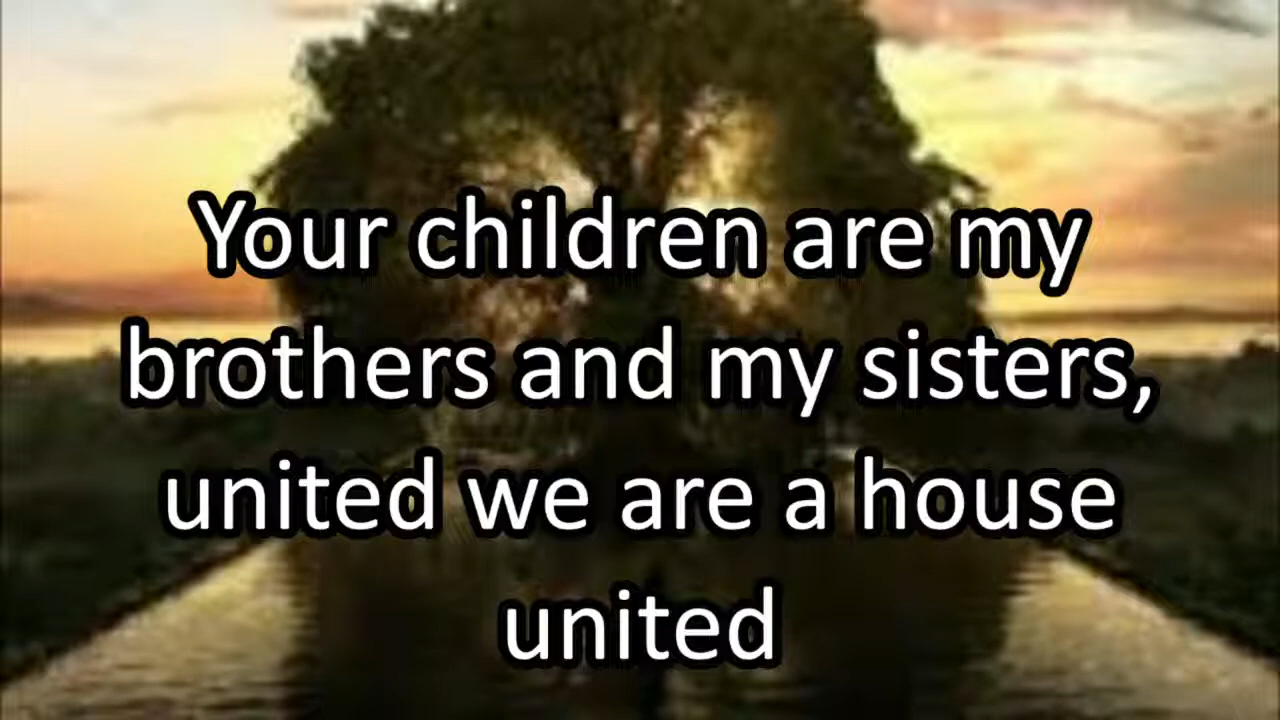 Your children are my
brothers and my sisters,
united we are a house
united